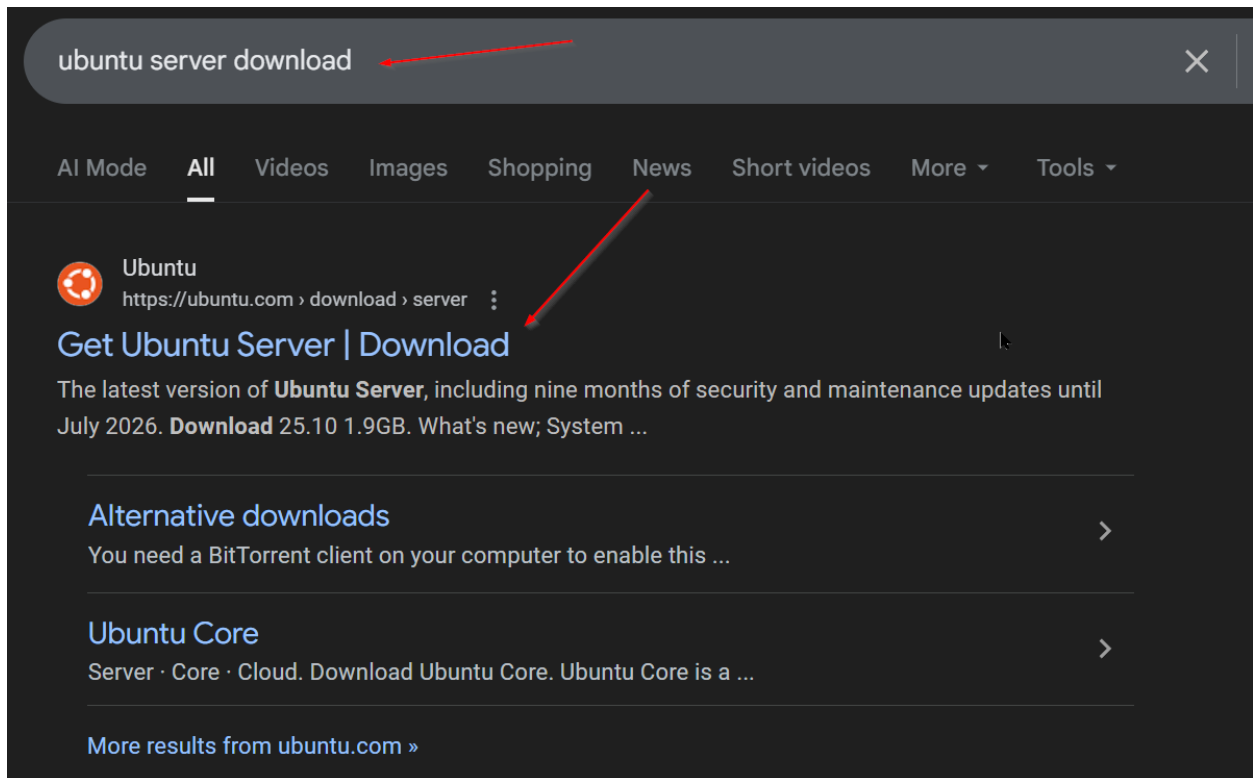 ubuntu server download
AI Mode All Videos Images Shopping News Short videos More Tools
Ubuntu
https://ubuntu.com › download › server
Get Ubuntu Server | Download
The latest version of Ubuntu Server, including nine months of security and maintenance updates until
July 2026. Download 25.10 1.9GB. What's new; System ...
Alternative downloads
You need a BitTorrent client on your computer to enable this ...
Ubuntu Core
Server · Core · Cloud. Download Ubuntu Core. Ubuntu Core is a ...
More results from ubuntu.com »